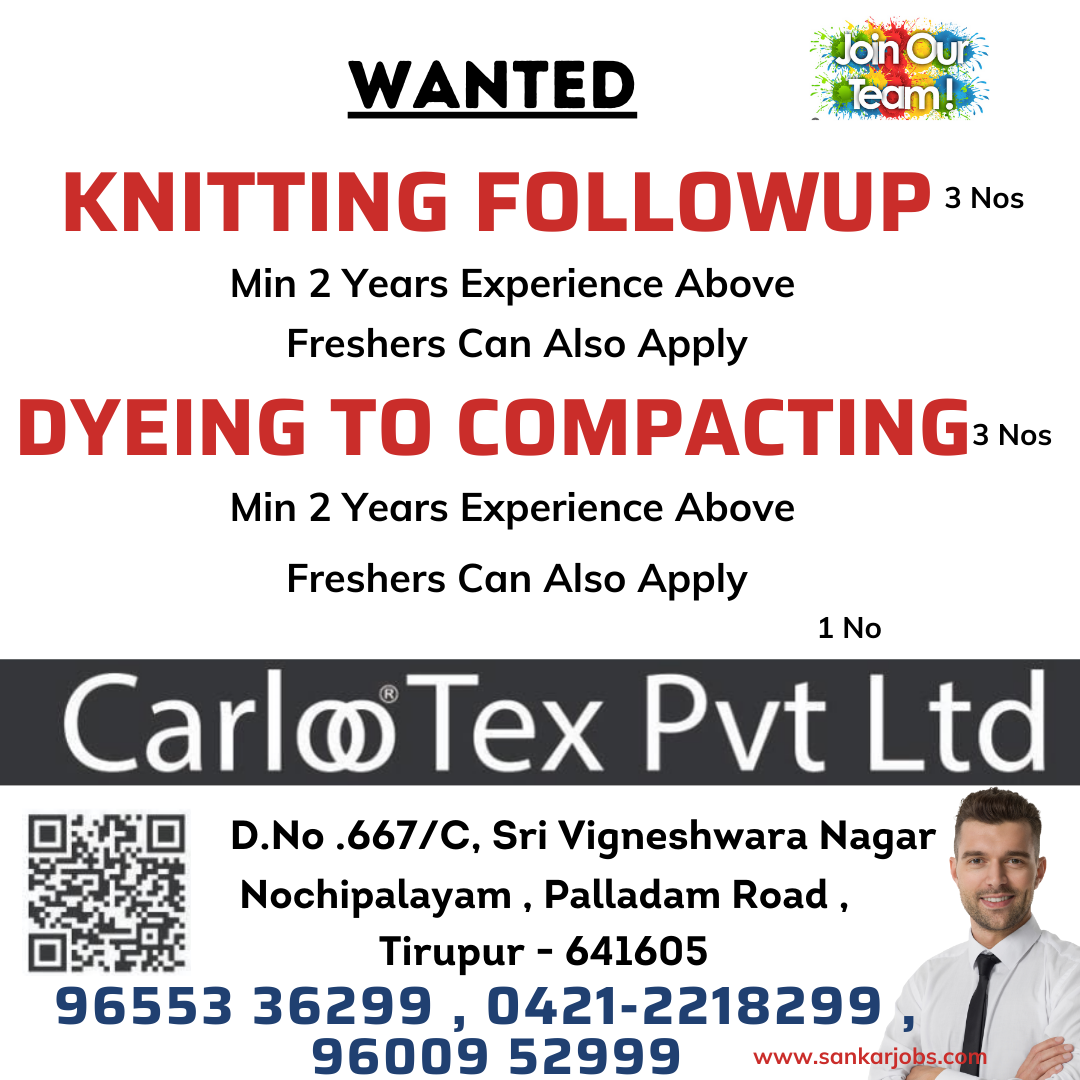 WANTED
Join Our
Team !
KNITTING FOLLOWUP 3 Nos
Min 2 Years Experience Above
Freshers Can Also Apply
DYEING TO COMPACTING 3 Nos
Min 2 Years Experience Above
Freshers Can Also Apply
1 No
Carloo® Tex Pvt Ltd
D.No .667/C, Sri Vigneshwara Nagar
Nochipalayam , Palladam Road ,
Tirupur - 641605
96553 36299 , 0421-2218299 ,
96009 52999
www.sankarjobs.com